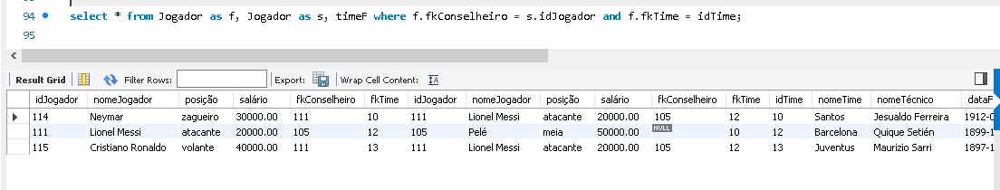 94 select * from Jogador as f, Jogador as s, timeF where f.fkConselheiro = s.idJogador and f.fkTime = idTime;
95
Result Grid Filter Rows: Export: Wrap Cell Content:
idJogador nomeJogador posição salário fkConselheiro fkTime idJogador nomeJogador posição salário fkConselheiro fkTime idTime nomeTime nomeTécnico dataF
114 Neymar zagueiro 30000.00 111 10 111 Lionel Messi atacante 20000.00 105 12 10 Santos Jesualdo Ferreira 1912-0
111 Lionel Messi atacante 20000.00 105 12 105 Pelé meia 50000.00 NULL 10 12 Barcelona Quique Setién 1899-1
115 Cristiano Ronaldo volante 40000.00 111 13 111 Lionel Messi atacante 20000.00 105 12 13 Juventus Maurizio Sarri 1897-1